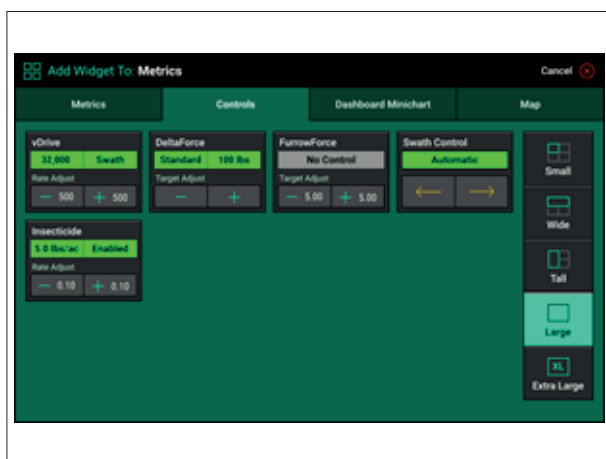 Add Widget To: Metrics
Cancel
Metrics
Controls
Dashboard Minichart
Map
vDrive
32,000 Swath
Rate Adjust
— 500 + 500
DeltaForce
Standard 100 lbs
Target Adjust
— +
FurrowForce
No Control
Target Adjust
— 5.00 + 5.00
Swath Control
Automatic
← →
Insecticide
5.0 lbs/ac Enabled
Rate Adjust
— 0.10 + 0.10
Small
Wide
Tall
Large
XL
Extra Large